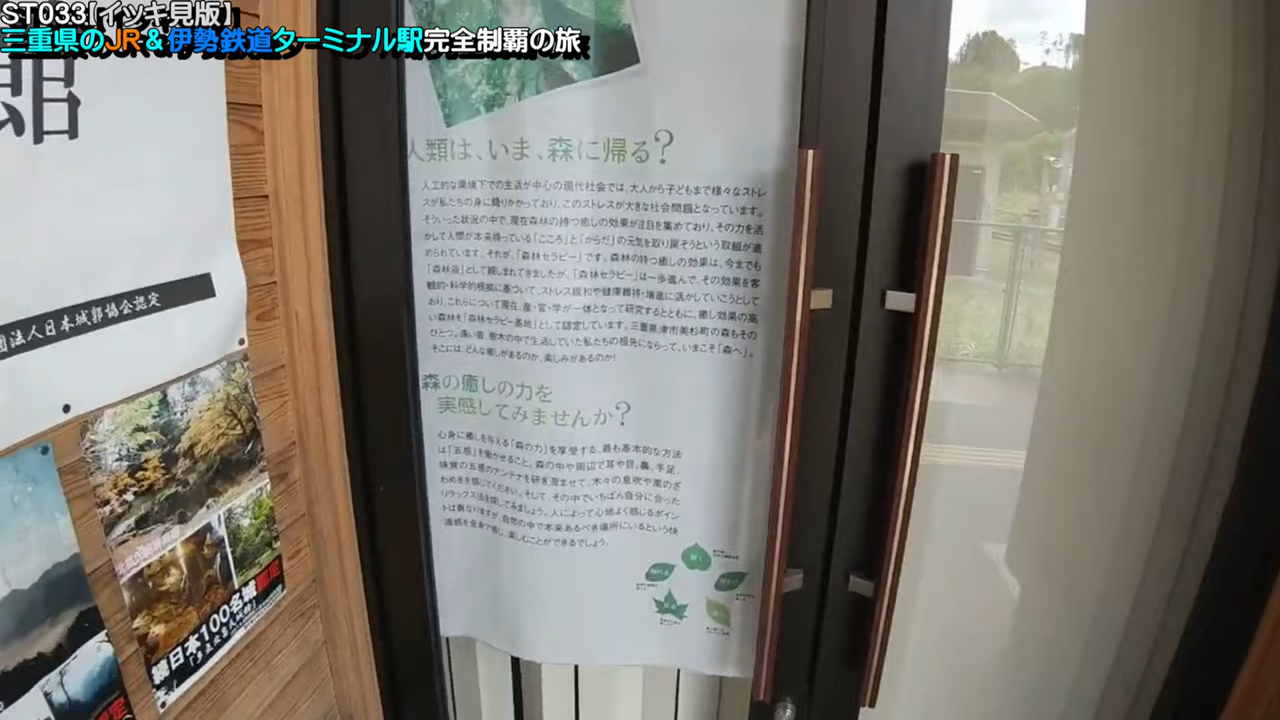 ST033【イッキ見版】
三重県のJR＆伊勢鉄道ターミナル駅完全制覇の旅
館
団法人日本城郭協会認定
続日本100名城認定
人類は、いま、森に帰る?
人工的な環境下での生活が中心の現代社会では、大人から子どもまで様々なストレ
スが私たちの身に降りかかっており、このストレスが大きな社会問題となっています。
そういった状況の中で、現在森林の持つ癒しの効果が注目を集めており、その力を活
かして人間が本来持っている「こころ」と「からだ」の元気を取り戻そうという取組が進
められています。それが、「森林セラピー」です。森林の持つ癒しの効果は、今までも
「森林浴」として親しまれてきましたが、「森林セラピー」は一歩進んで、その効果を客
観的・科学的根拠に基づいて、ストレス緩和や健康維持・増進に活かしていこうとして
おり、これらについて現在、産・官・学が一体となって研究するとともに、癒し効果の高
い森林を「森林セラピー基地」として認定しています。三重県津市美杉町の森もその
ひとつ。遠い昔、樹木の中で生活していた私たちの祖先にならって、いまこそ「森へ」。
そこには、どんな癒しがあるのか、楽しみがあるのか!
森の癒しの力を
実感してみませんか?
心身に癒しを与える「森の力」を享受する、最も基本的な方法
は「五感」を働かせること。森の中や周辺で耳や目、鼻、手足、
味覚の五感のアンテナを研ぎ澄ませて、木々の息吹や風のざ
わめきを感じてください。そして、その中でいちばん自分に合った
リラックス法を探してみましょう。人によって心地よく感じるポイン
トは異なりますが、自然の中で本来あるべき場所にいるという快
適感を全身で感じ、楽しむことができるでしょう。